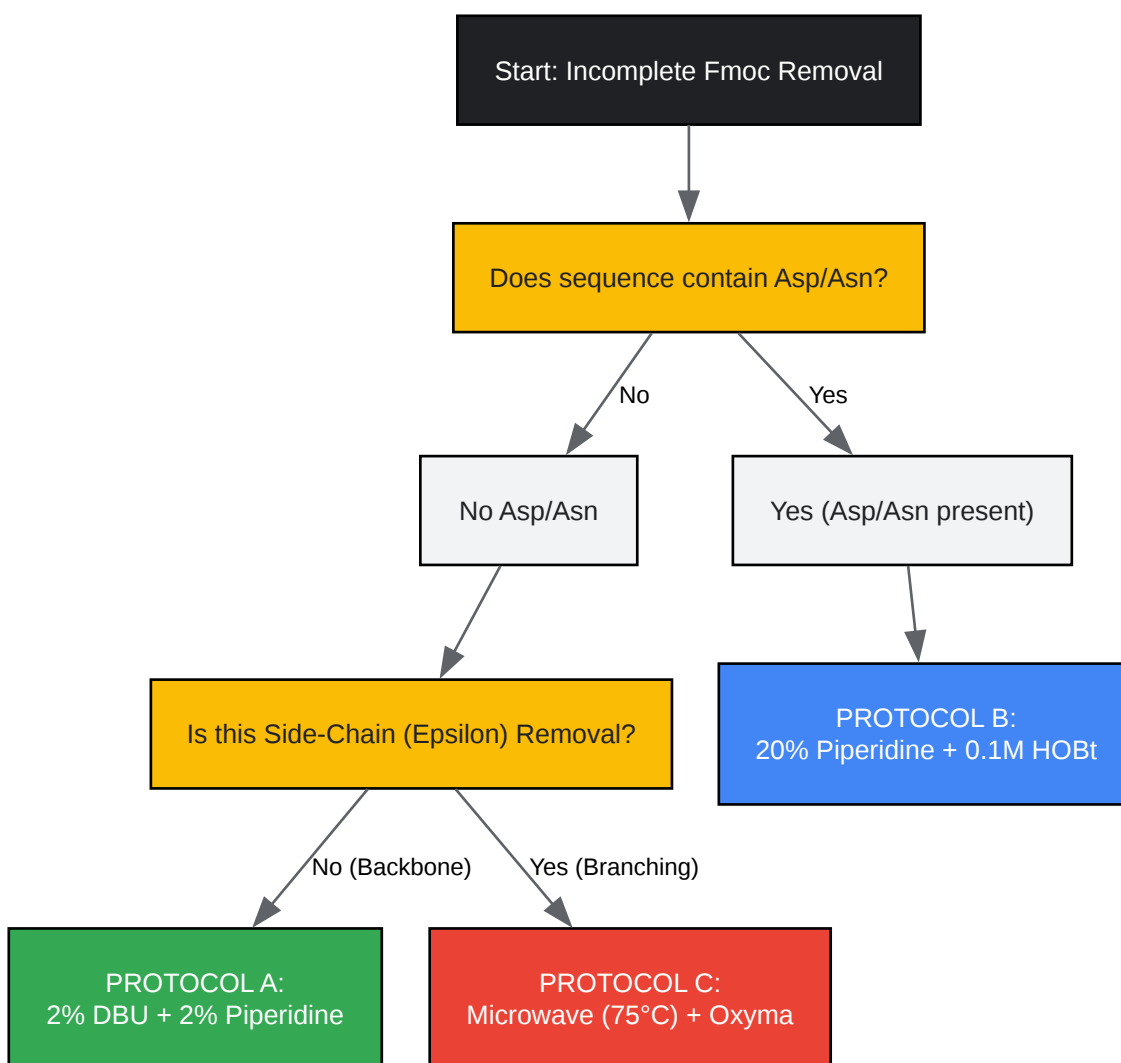 Start: Incomplete Fmoc Removal
Does sequence contain Asp/Asn?
No
Yes
No Asp/Asn
Yes (Asp/Asn present)
Is this Side-Chain (Epsilon) Removal?
PROTOCOL B:
20% Piperidine + 0.1M HOBt
No (Backbone)
Yes (Branching)
PROTOCOL A:
2% DBU + 2% Piperidine
PROTOCOL C:
Microwave (75°C) + Oxyma